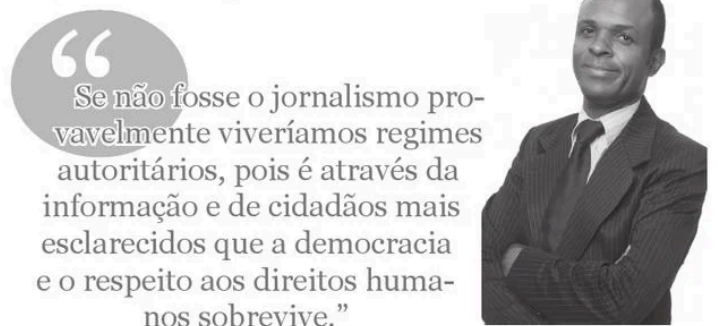 “
Se não fosse o jornalismo pro-
vavelmente viveríamos regimes
autoritários, pois é através da
informação e de cidadãos mais
esclarecidos que a democracia
e o respeito aos direitos huma-
nos sobrevive.”